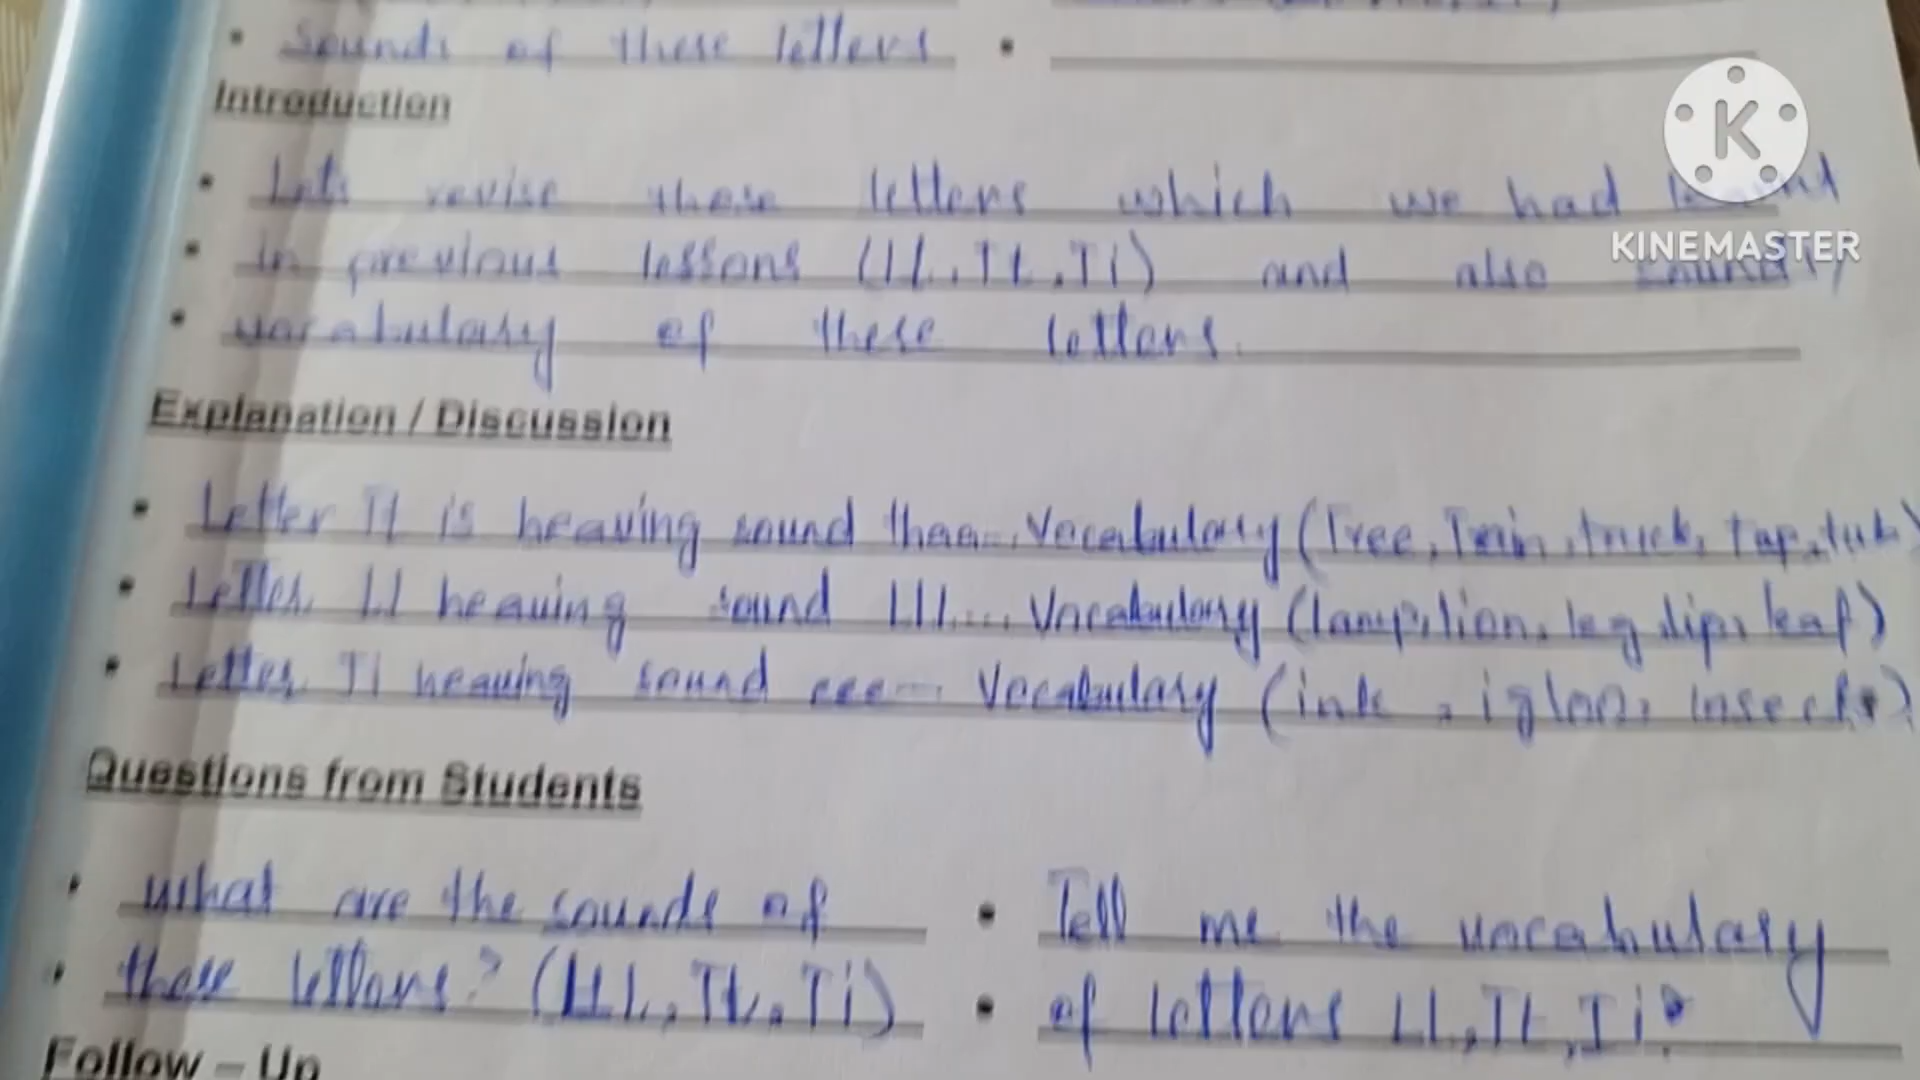 • Sounds of these letters •
Introduction
• Lets revise these letters which we had
• in previous lessons (Ll, Tt, Ii) and also sounds,
• vocabulary of these letters.
Explanation / Discussion
• Letter Tt is heaving sound thaa... Vocabulary (Tree, Train, truck, tap, tub)
• Letter Ll heaving sound lll.... Vocabulary (lamp, lion, leg, lip, leaf)
• Letter Ii heaving sound eee... Vocabulary (ink, igloo, insects)
Questions from Students
• What are the sounds of
• these letters? (Ll, Tt, Ii)
• Tell me the vocabulary
• of letters Ll, Tt, Ii?
Follow – Up
K
KINEMASTER